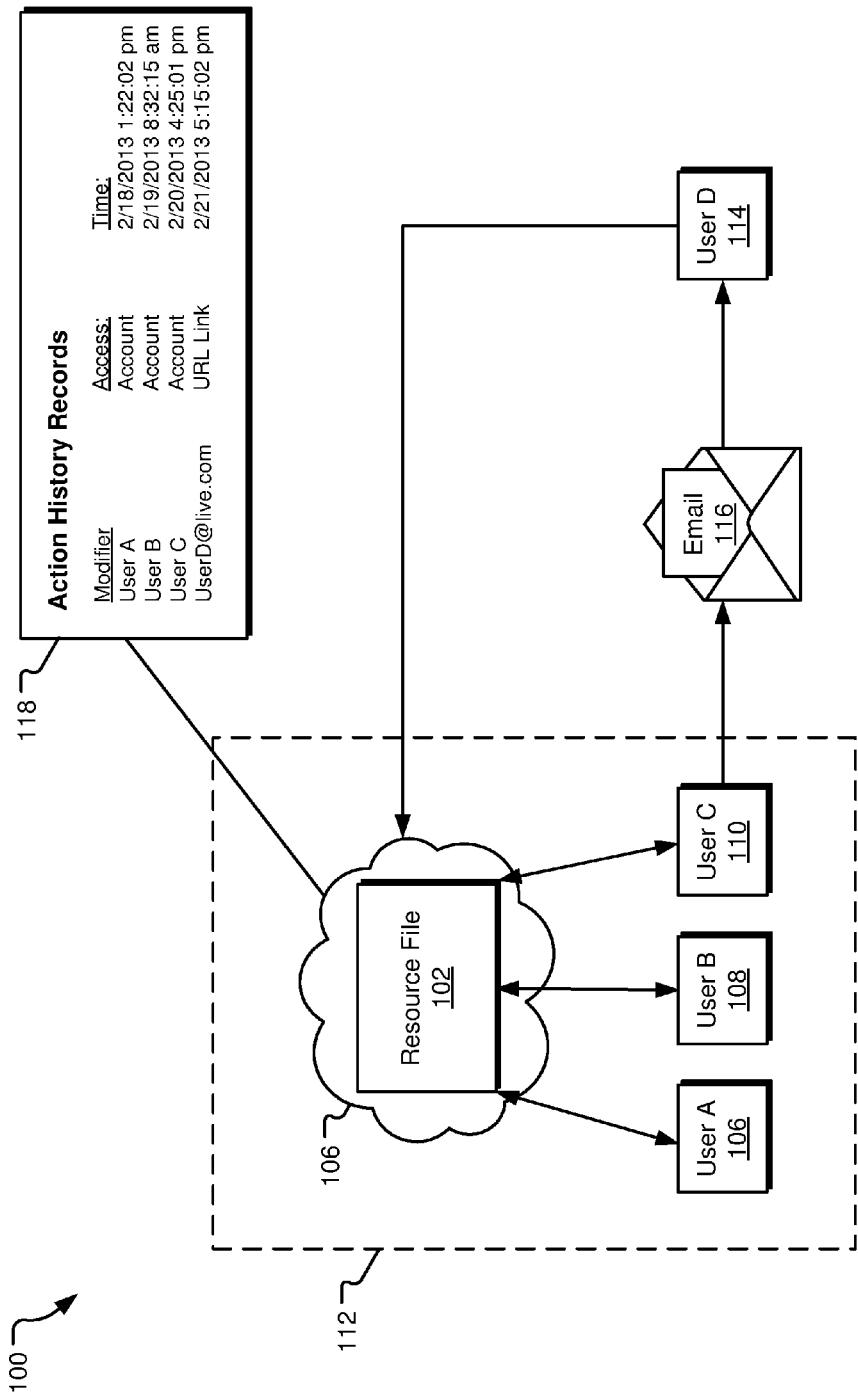 100
112
106
Resource File
102
User A
106
User B
108
User C
110
118
Action History Records
Modifier Access: Time:
User A Account 2/18/2013 1:22:02 pm
User B Account 2/19/2013 8:32:15 am
User C Account 2/20/2013 4:25:01 pm
UserD@live.com URL Link 2/21/2013 5:15:02 pm
Email
116
User D
114